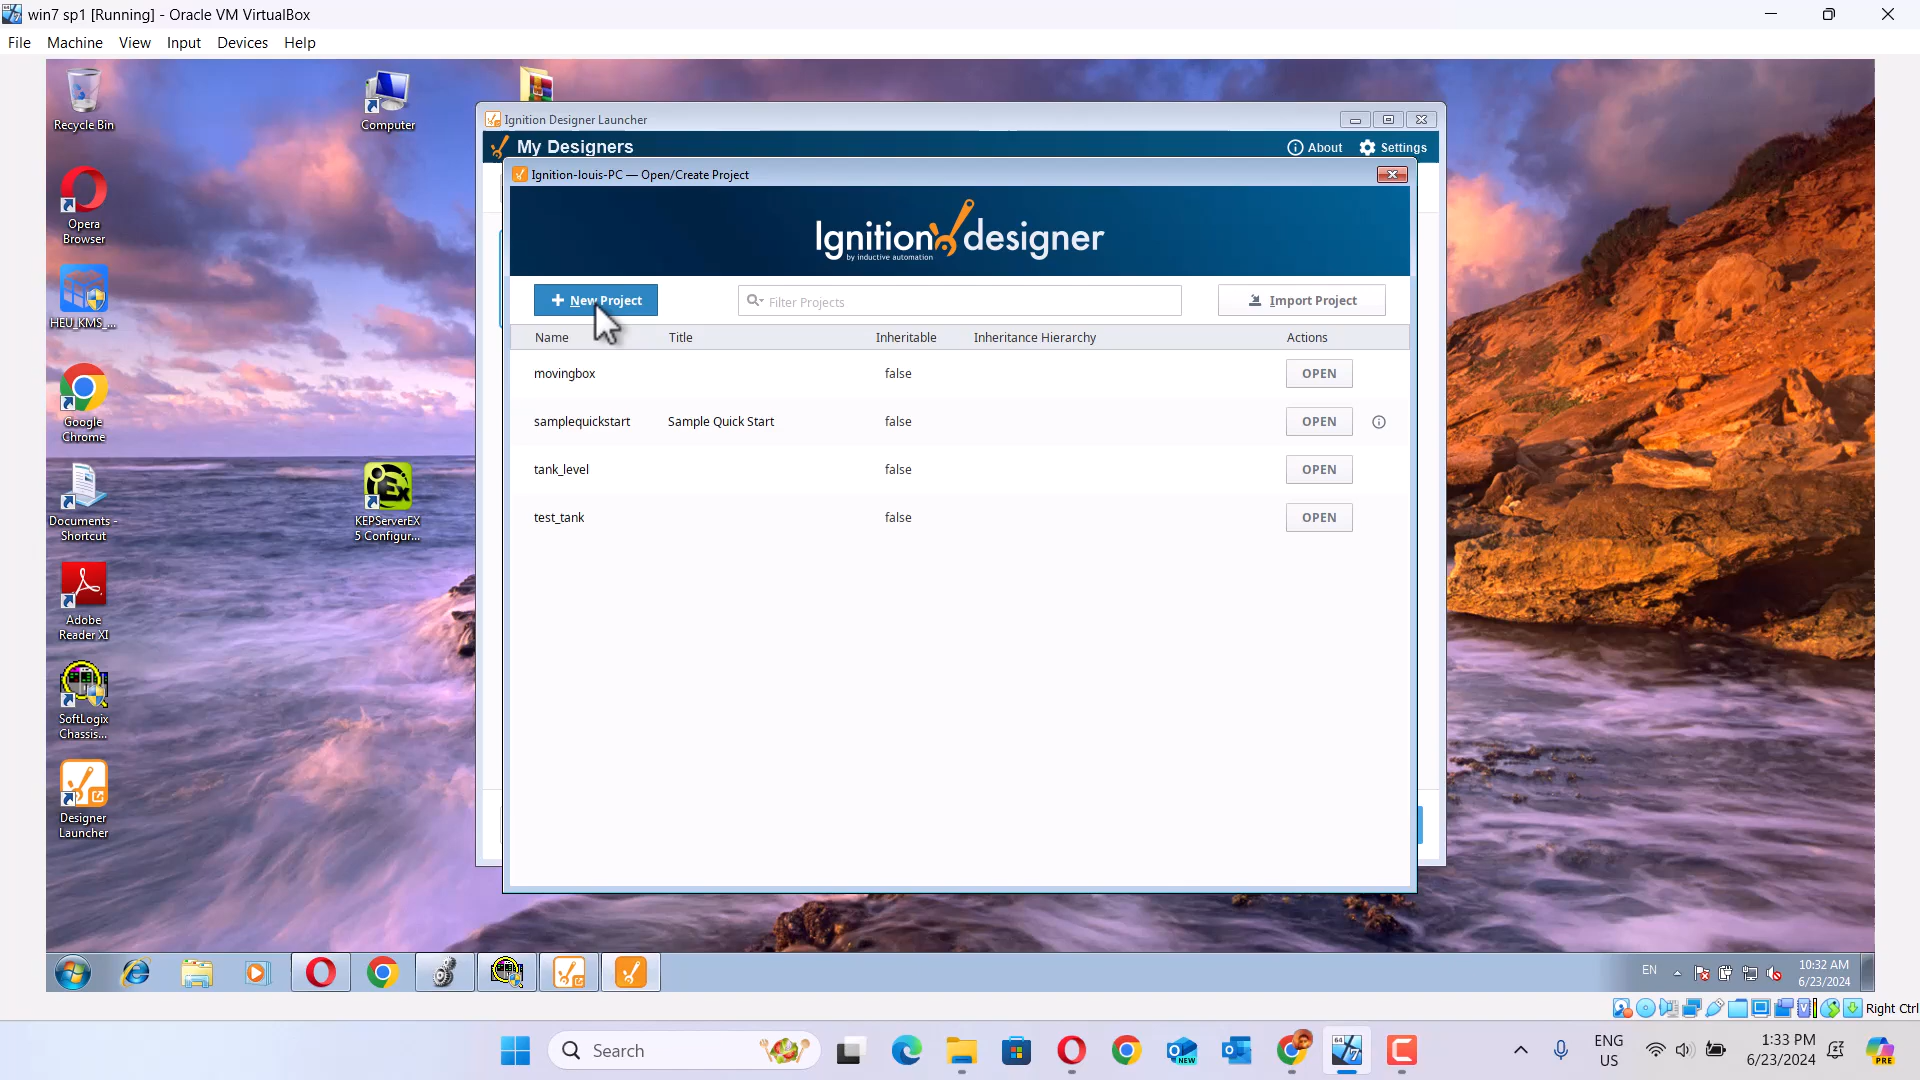 win7 sp1 [Running] - Oracle VM VirtualBox
File Machine View Input Devices Help
Recycle Bin
Computer
Opera
Browser
HEU_KMS_...
Google
Chrome
Documents -
Shortcut
KEPServerEX
5 Configur...
Adobe
Reader XI
SoftLogix
Chassis...
Designer
Launcher
Ignition Designer Launcher
My Designers
About
Settings
Ignition-louis-PC — Open/Create Project
Ignition designer
by inductive automation
New Project
Filter Projects
Import Project
Name Title Inheritable Inheritance Hierarchy Actions
movingbox false OPEN
samplequickstart Sample Quick Start false OPEN
tank_level false OPEN
test_tank false OPEN
EN
10:32 AM
6/23/2024
Right Ctrl
Search
NEW
64
7
ENG
US
1:33 PM
6/23/2024
PRE